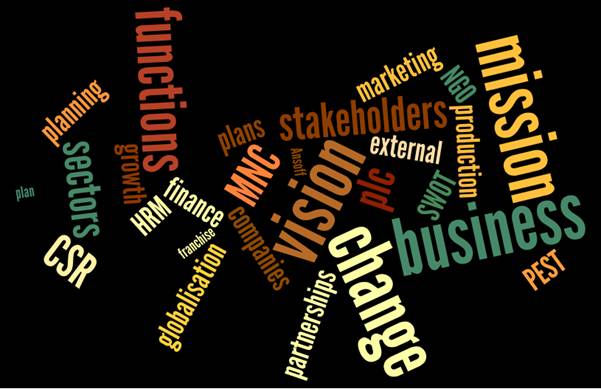 functions
mission
marketing
NGO
planning
stakeholders
production
plans
external
sectors
growth
MNC
Ansoff
vision
plc
SWOT
plan
HRM
finance
franchise
companies
business
CSR
globalisation
change
partnerships
PEST